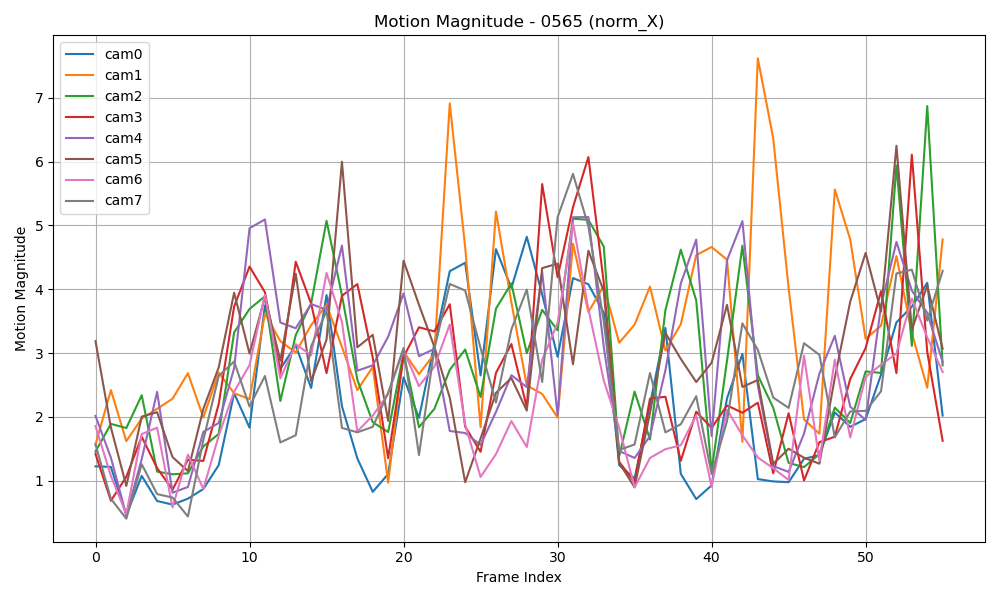 Motion Magnitude - 0565 (norm_X)
cam0
cam1
cam2
cam3
cam4
cam5
cam6
cam7
Motion Magnitude
7
6
5
4
3
2
1
0 10 20 30 40 50
Frame Index